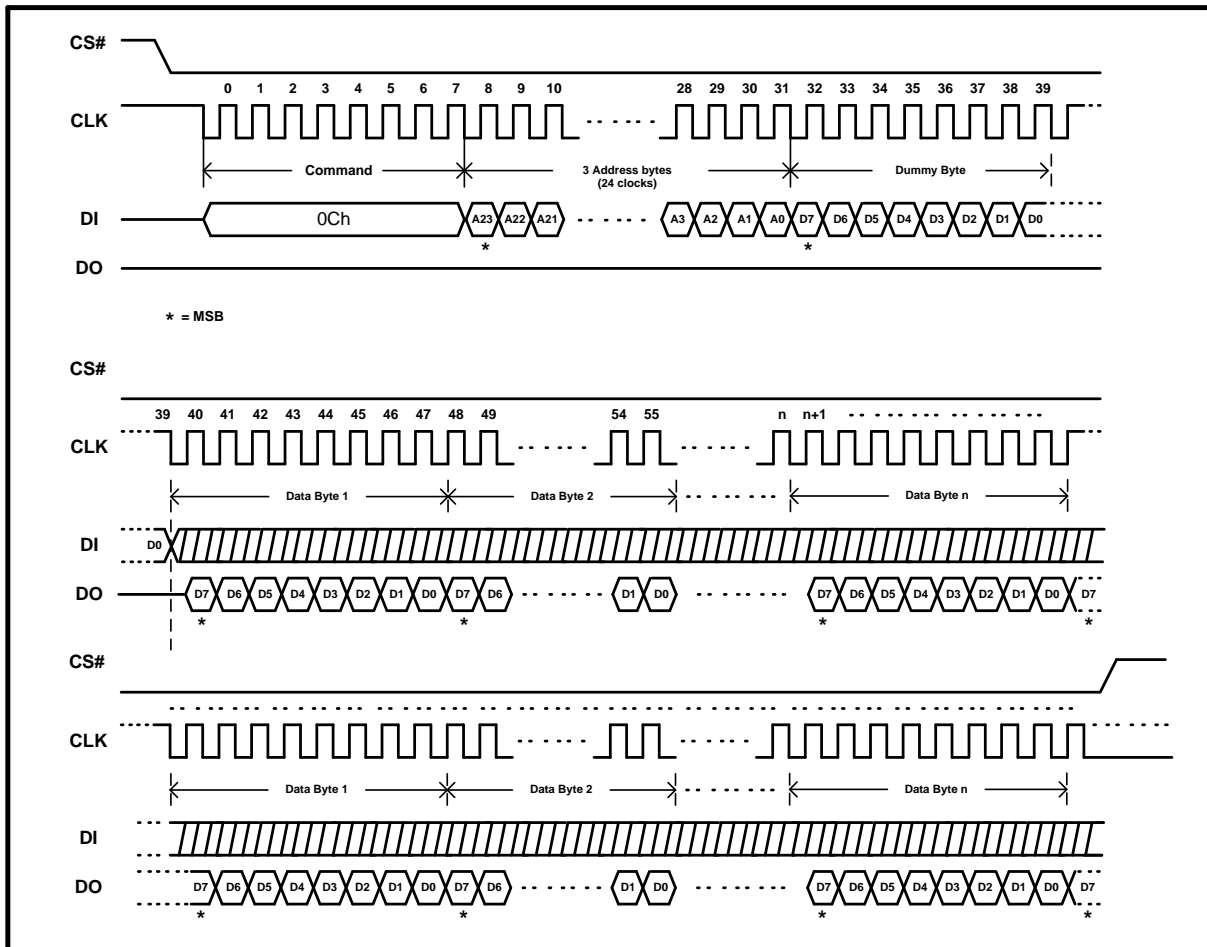 CS#
0 1 2 3 4 5 6 7 8 9 10 28 29 30 31 32 33 34 35 36 37 38 39
CLK
Command 3 Address bytes Dummy Byte
(24 clocks)
DI 0Ch A23 A22 A21 A3 A2 A1 A0 D7 D6 D5 D4 D3 D2 D1 D0
* *
DO
* = MSB
CS#
39 40 41 42 43 44 45 46 47 48 49 54 55 n n+1
CLK
Data Byte 1 Data Byte 2 Data Byte n
DI D0
DO D7 D6 D5 D4 D3 D2 D1 D0 D7 D6 D1 D0 D7 D6 D5 D4 D3 D2 D1 D0 D7
* * * *
CS#
CLK
Data Byte 1 Data Byte 2 Data Byte n
DI
DO D7 D6 D5 D4 D3 D2 D1 D0 D7 D6 D1 D0 D7 D6 D5 D4 D3 D2 D1 D0 D7
* * * *